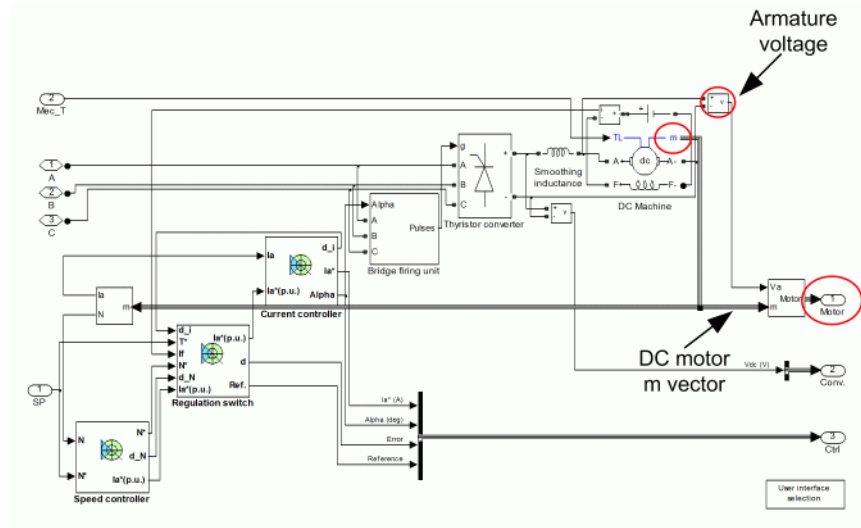 Armature
voltage
2
Mec_T
+
-
v
TL
m
dc
A+
A-
F+
F-
DC Machine
1
A
2
B
3
C
g
A
B
C
+
-
Thyristor converter
Smoothing
inductance
+
-
v
Alpha
A
B
C
Pulses
Bridge firing unit
Ia
d_i
Ia*
Ia*(p.u.)
Alpha
Current controller
Ia
N
m
Va
m
Motor
1
Motor
DC motor
m vector
d_i
T*
If
N*
d_N
Ia*(p.u.)
Ia*(p.u.)
d
Ref.
Regulation switch
1
SP
N
N*
N*
d_N
Ia*(p.u.)
Speed controller
Vdc (V)
2
Conv.
Ia* (A)
Alpha (deg)
Error
Reference
3
Ctrl
User interface
selection